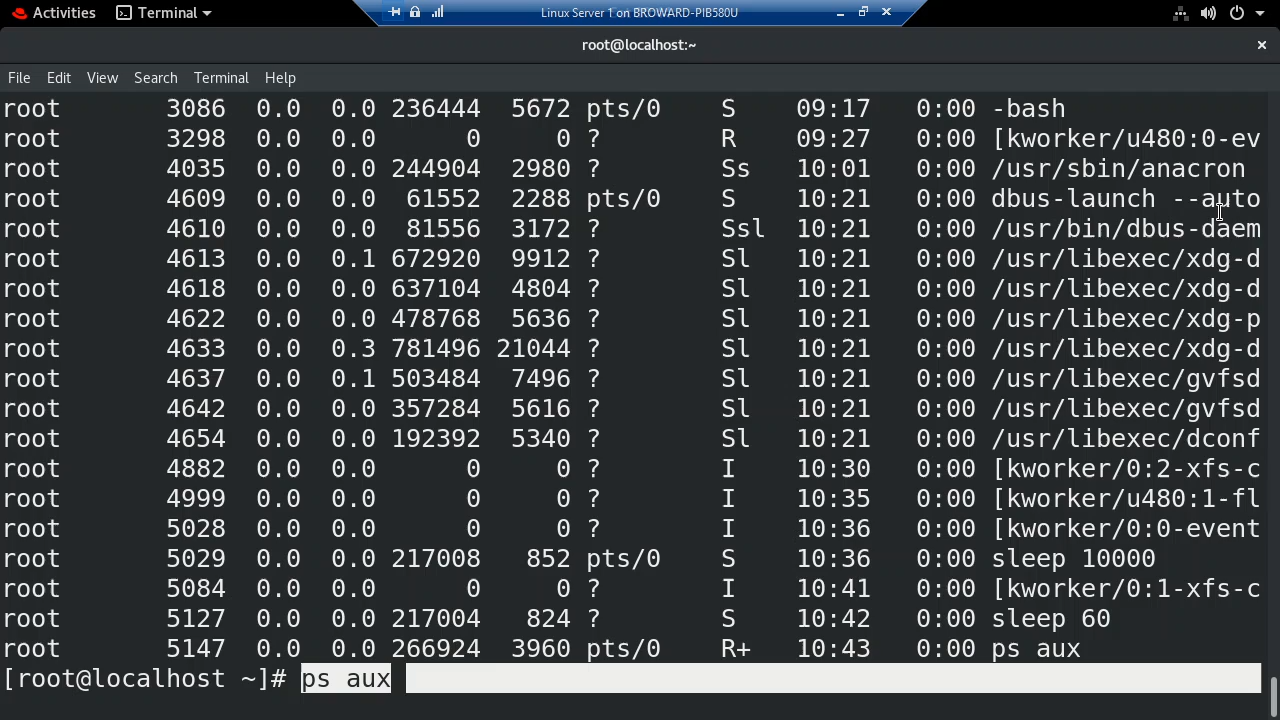 Activities Terminal Linux Server 1 on BROWARD-PIB580U
root@localhost:~
File Edit View Search Terminal Help
root 3086 0.0 0.0 236444 5672 pts/0 S 09:17 0:00 -bash
root 3298 0.0 0.0 0 0 ? R 09:27 0:00 [kworker/u480:0-ev
root 4035 0.0 0.0 244904 2980 ? Ss 10:01 0:00 /usr/sbin/anacron
root 4609 0.0 0.0 61552 2288 pts/0 S 10:21 0:00 dbus-launch --auto
root 4610 0.0 0.0 81556 3172 ? Ssl 10:21 0:00 /usr/bin/dbus-daem
root 4613 0.0 0.1 672920 9912 ? Sl 10:21 0:00 /usr/libexec/xdg-d
root 4618 0.0 0.0 637104 4804 ? Sl 10:21 0:00 /usr/libexec/xdg-d
root 4622 0.0 0.0 478768 5636 ? Sl 10:21 0:00 /usr/libexec/xdg-p
root 4633 0.0 0.3 781496 21044 ? Sl 10:21 0:00 /usr/libexec/xdg-d
root 4637 0.0 0.1 503484 7496 ? Sl 10:21 0:00 /usr/libexec/gvfsd
root 4642 0.0 0.0 357284 5616 ? Sl 10:21 0:00 /usr/libexec/gvfsd
root 4654 0.0 0.0 192392 5340 ? Sl 10:21 0:00 /usr/libexec/dconf
root 4882 0.0 0.0 0 0 ? I 10:30 0:00 [kworker/0:2-xfs-c
root 4999 0.0 0.0 0 0 ? I 10:35 0:00 [kworker/u480:1-fl
root 5028 0.0 0.0 0 0 ? I 10:36 0:00 [kworker/0:0-event
root 5029 0.0 0.0 217008 852 pts/0 S 10:36 0:00 sleep 10000
root 5084 0.0 0.0 0 0 ? I 10:41 0:00 [kworker/0:1-xfs-c
root 5127 0.0 0.0 217004 824 ? S 10:42 0:00 sleep 60
root 5147 0.0 0.0 266924 3960 pts/0 R+ 10:43 0:00 ps aux
[root@localhost ~]# ps aux